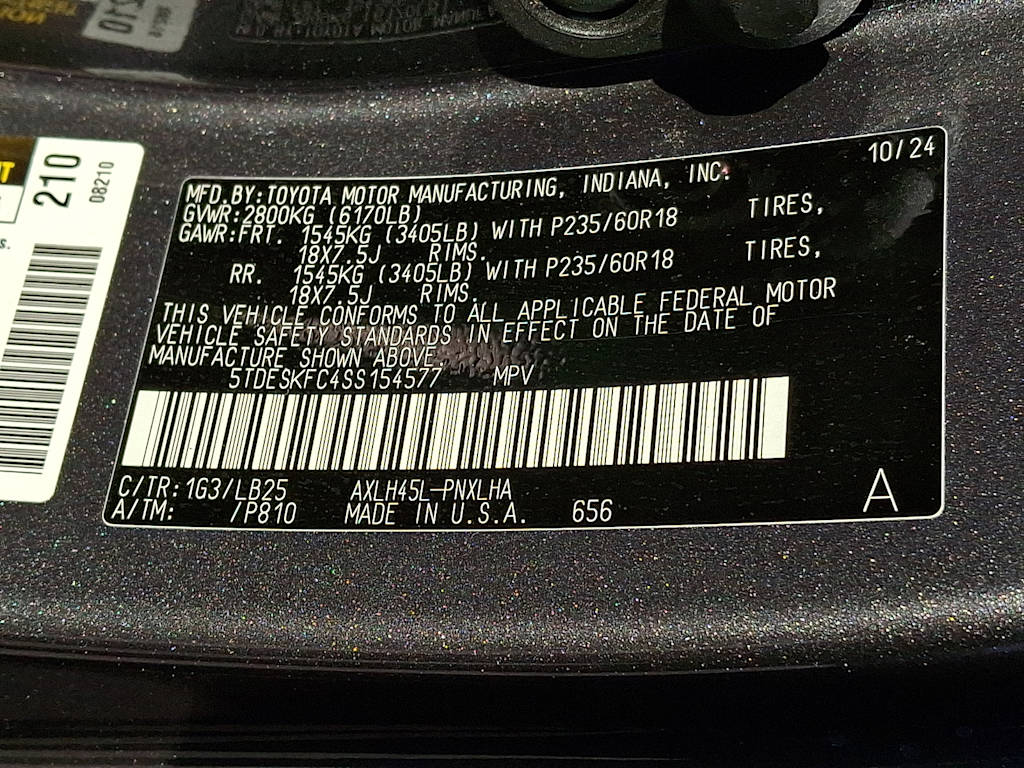 210
08210
10/24
MFD.BY:TOYOTA MOTOR MANUFACTURING, INDIANA, INC.
GVWR:2800KG (6170LB)
GAWR:FRT. 1545KG (3405LB) WITH P235/60R18 TIRES,
18X7.5J RIMS.
RR. 1545KG (3405LB) WITH P235/60R18 TIRES,
18X7.5J RIMS.
THIS VEHICLE CONFORMS TO ALL APPLICABLE FEDERAL MOTOR
VEHICLE SAFETY STANDARDS IN EFFECT ON THE DATE OF
MANUFACTURE SHOWN ABOVE.
5TDESKFC4SS154577 MPV
C/TR:1G3/LB25 AXLH45L-PNXLHA
A/TM: /P810 MADE IN U.S.A. 656
A